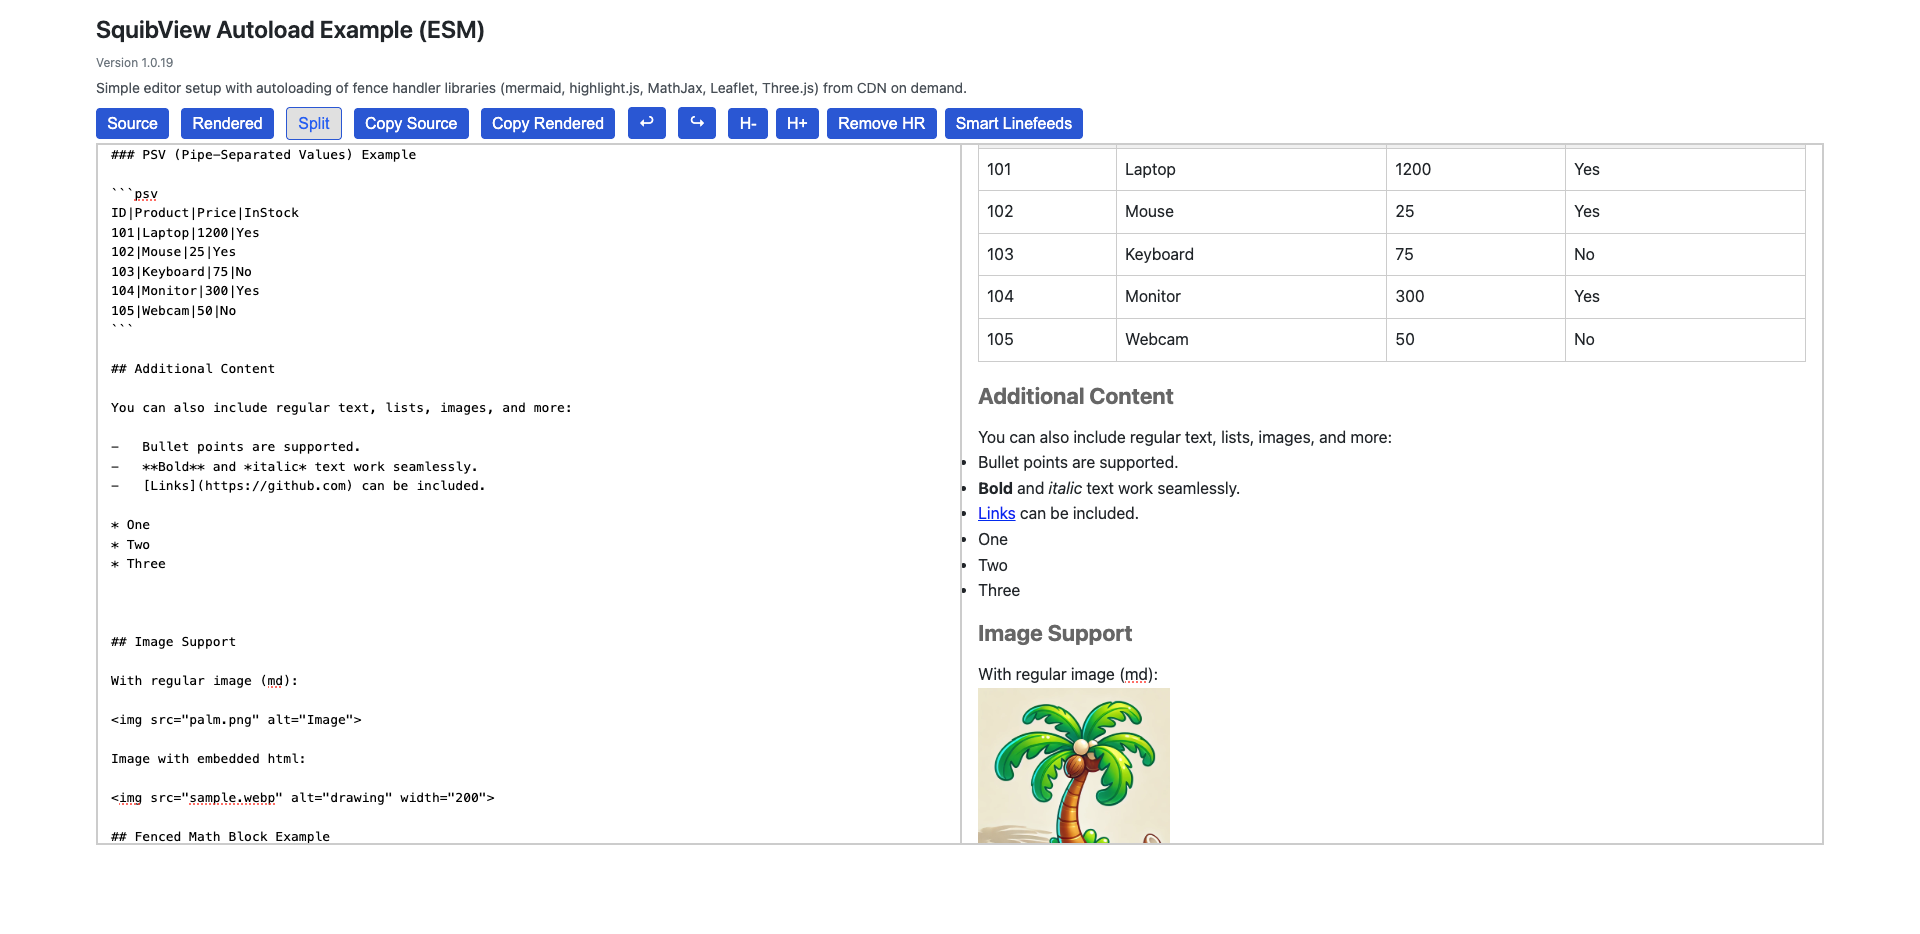 SquibView Autoload Example (ESM)
Version 1.0.19
Simple editor setup with autoloading of fence handler libraries (mermaid, highlight.js, MathJax, Leaflet, Three.js) from CDN on demand.
Source Rendered Split Copy Source Copy Rendered ↩ ↪ H- H+ Remove HR Smart Linefeeds
### PSV (Pipe-Separated Values) Example
```psv
ID|Product|Price|InStock
101|Laptop|1200|Yes
102|Mouse|25|Yes
103|Keyboard|75|No
104|Monitor|300|Yes
105|Webcam|50|No
```
## Additional Content
You can also include regular text, lists, images, and more:
-   Bullet points are supported.
-   **Bold** and *italic* text work seamlessly.
-   [Links](https://github.com) can be included.
* One
* Two
* Three
## Image Support
With regular image (md):
<img src="palm.png" alt="Image">
Image with embedded html:
<img src="sample.webp" alt="drawing" width="200">
## Fenced Math Block Example
101 Laptop 1200 Yes
102 Mouse 25 Yes
103 Keyboard 75 No
104 Monitor 300 Yes
105 Webcam 50 No
Additional Content
You can also include regular text, lists, images, and more:
• Bullet points are supported.
• Bold and italic text work seamlessly.
• Links can be included.
• One
• Two
• Three
Image Support
With regular image (md):